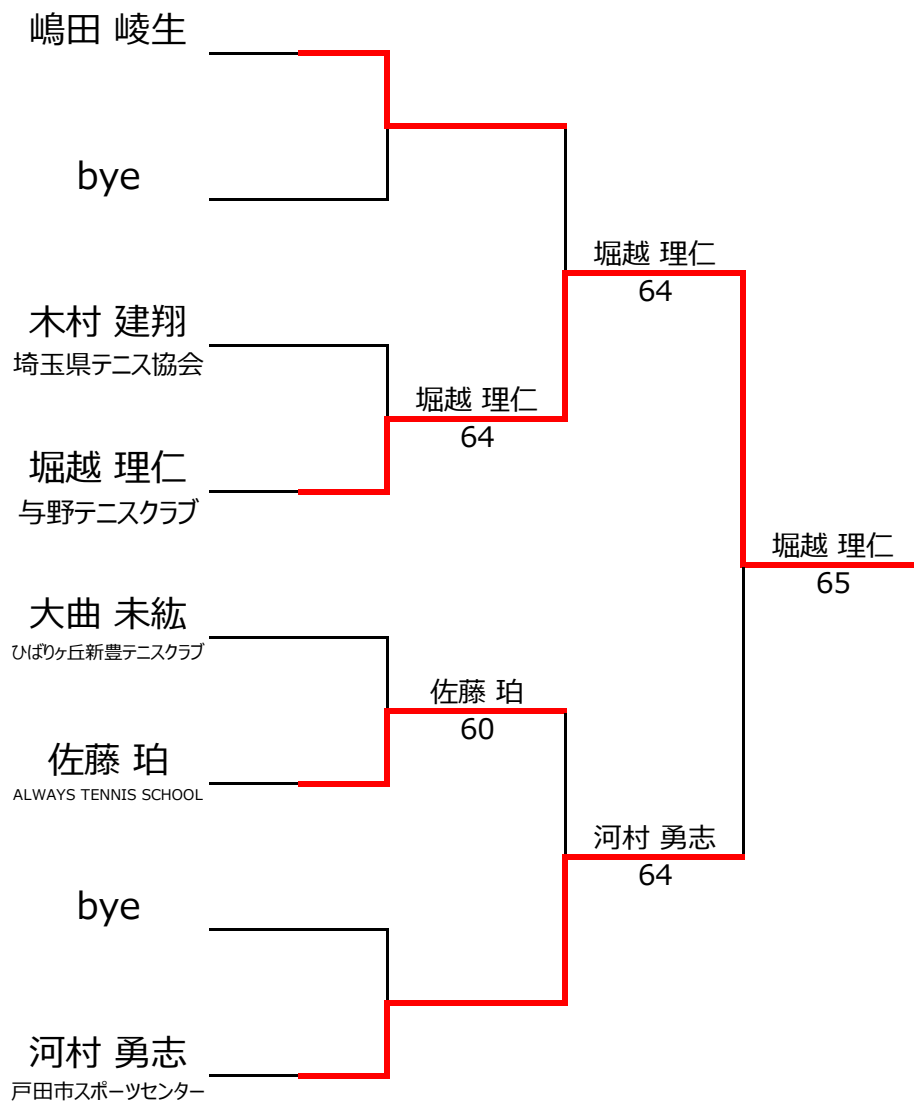 嶋田 崚生
bye
木村 建翔
埼玉県テニス協会
堀越 理仁
与野テニスクラブ
大曲 未紘
ひばりヶ丘新豊テニスクラブ
佐藤 珀
ALWAYS TENNIS SCHOOL
bye
河村 勇志
戸田市スポーツセンター
堀越 理仁
64
佐藤 珀
60
堀越 理仁
64
河村 勇志
64
堀越 理仁
65